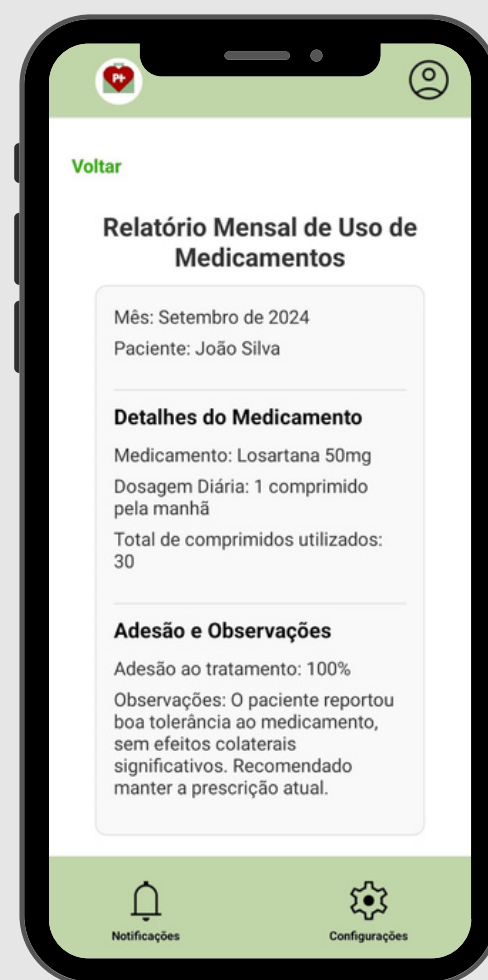 P+
Voltar
Relatório Mensal de Uso de
Medicamentos
Mês: Setembro de 2024
Paciente: João Silva
Detalhes do Medicamento
Medicamento: Losartana 50mg
Dosagem Diária: 1 comprimido
pela manhã
Total de comprimidos utilizados:
30
Adesão e Observações
Adesão ao tratamento: 100%
Observações: O paciente reportou
boa tolerância ao medicamento,
sem efeitos colaterais
significativos. Recomendado
manter a prescrição atual.
Notificações
Configurações